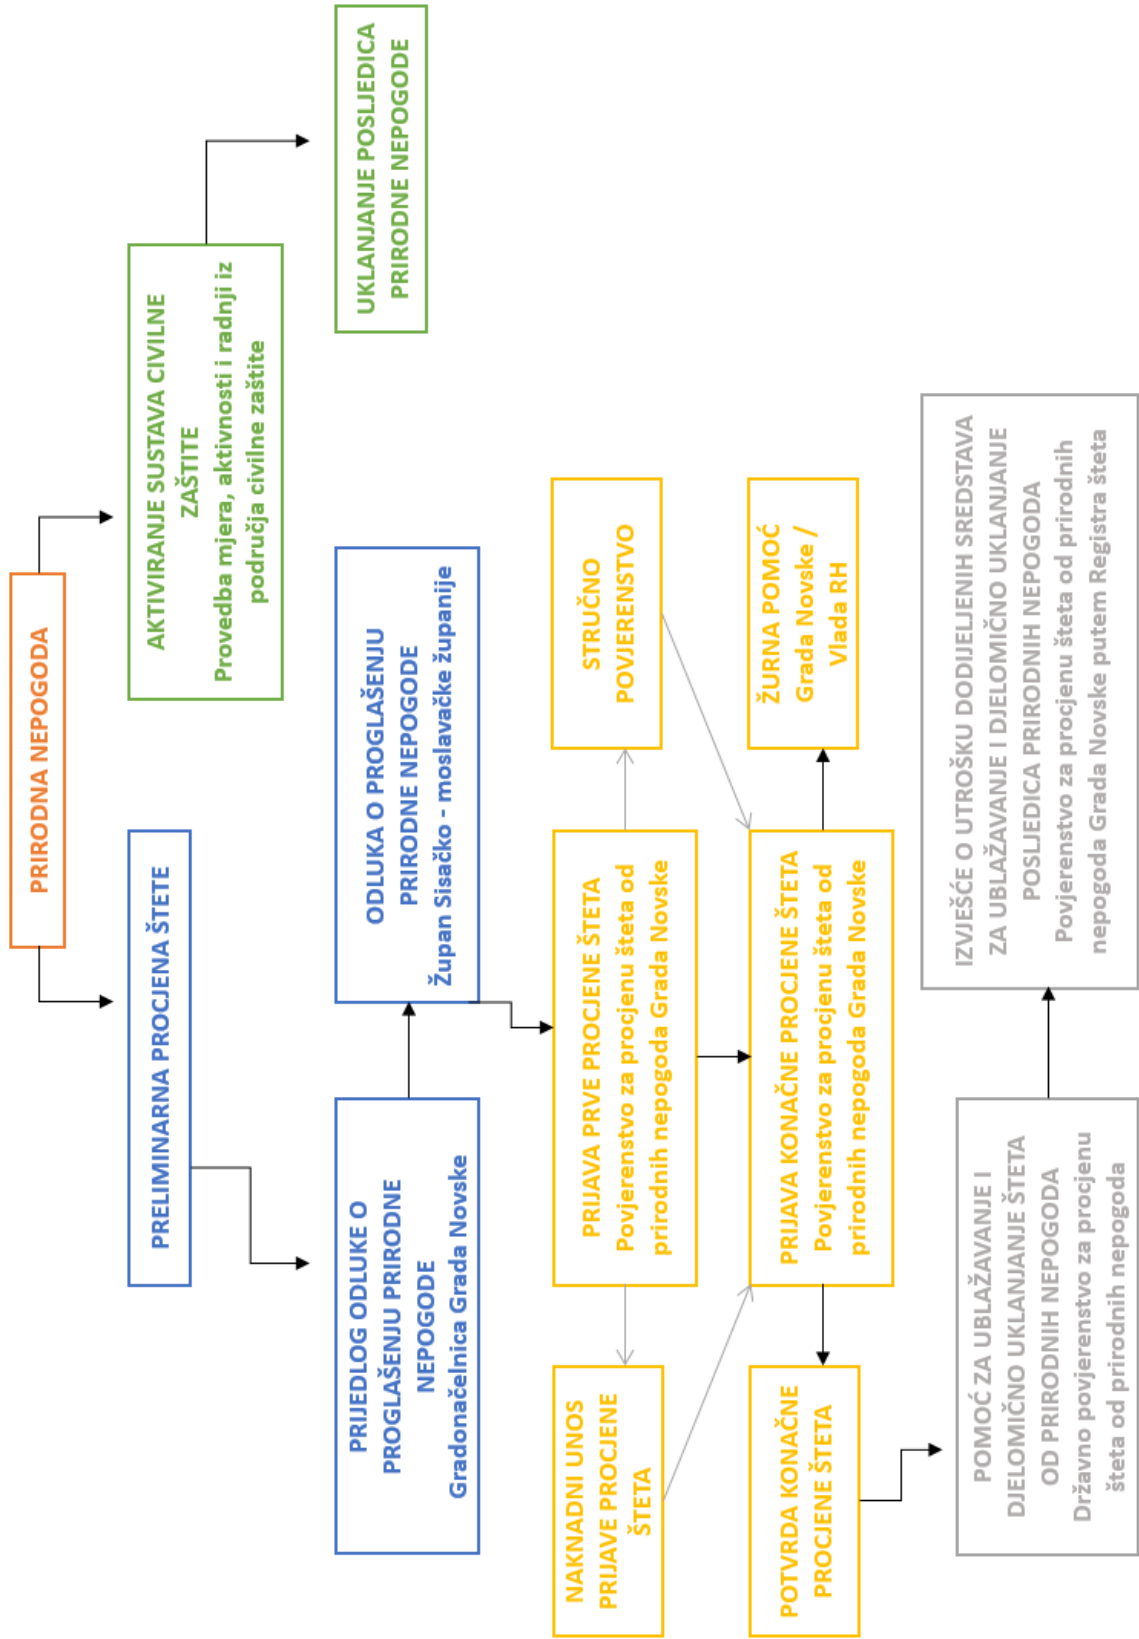 PRIRODNA NEPOGODA
PRELIMINARNA PROCJENA ŠTETE
AKTIVIRANJE SUSTAVA CIVILNE
ZAŠTITE
Provedba mjera, aktivnosti i radnji iz
područja civilne zaštite
PRIJEDLOG ODLUKE O
PROGLAŠENJU PRIRODNE
NEPOGODE
Gradonačelnica Grada Novske
ODLUKA O PROGLAŠENJU
PRIRODNE NEPOGODE
Župan Sisačko - moslavačke županije
UKLANJANJE POSLJEDICA
PRIRODNE NEPOGODE
NAKNADNI UNOS
PRIJAVE PROCJENE
ŠTETA
PRIJAVA PRVE PROCJENE ŠTETA
Povjerenstvo za procjenu šteta od
prirodnih nepogoda Grada Novske
STRUČNO
POVJERENSTVO
POTVRDA KONAČNE
PROCJENE ŠTETA
PRIJAVA KONAČNE PROCJENE ŠTETA
Povjerenstvo za procjenu šteta od
prirodnih nepogoda Grada Novske
ŽURNA POMOĆ
Grada Novske /
Vlada RH
POMOĆ ZA UBLAŽAVANJE I
DJELOMIČNO UKLANJANJE ŠTETA
OD PRIRODNIH NEPOGODA
Državno povjerenstvo za procjenu
šteta od prirodnih nepogoda
IZVJEŠĆE O UTROŠKU DODIJELJENIH SREDSTAVA
ZA UBLAŽAVANJE I DJELOMIČNO UKLANJANJE
POSLJEDICA PRIRODNIH NEPOGODA
Povjerenstvo za procjenu šteta od prirodnih
nepogoda Grada Novske putem Registra šteta